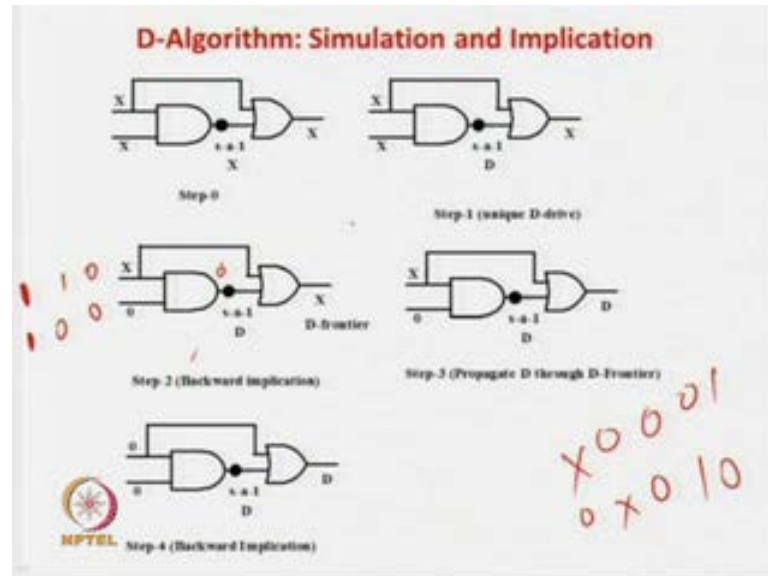 D-Algorithm: Simulation and Implication
X
X
s-a-1
X
X
Step-0
X
X
s-a-1
D
X
Step-1 (unique D-drive)
1 1 0
1 0 0
X
0
0
s-a-1
D
X
D-frontier
Step-2 (Backward implication)
X
0
s-a-1
D
D
Step-3 (Propagate D through D-Frontier)
X 0 0 0 1
0 X 0 1 0
0
0
s-a-1
D
D
Step-4 (Backward Implication)
NPTEL